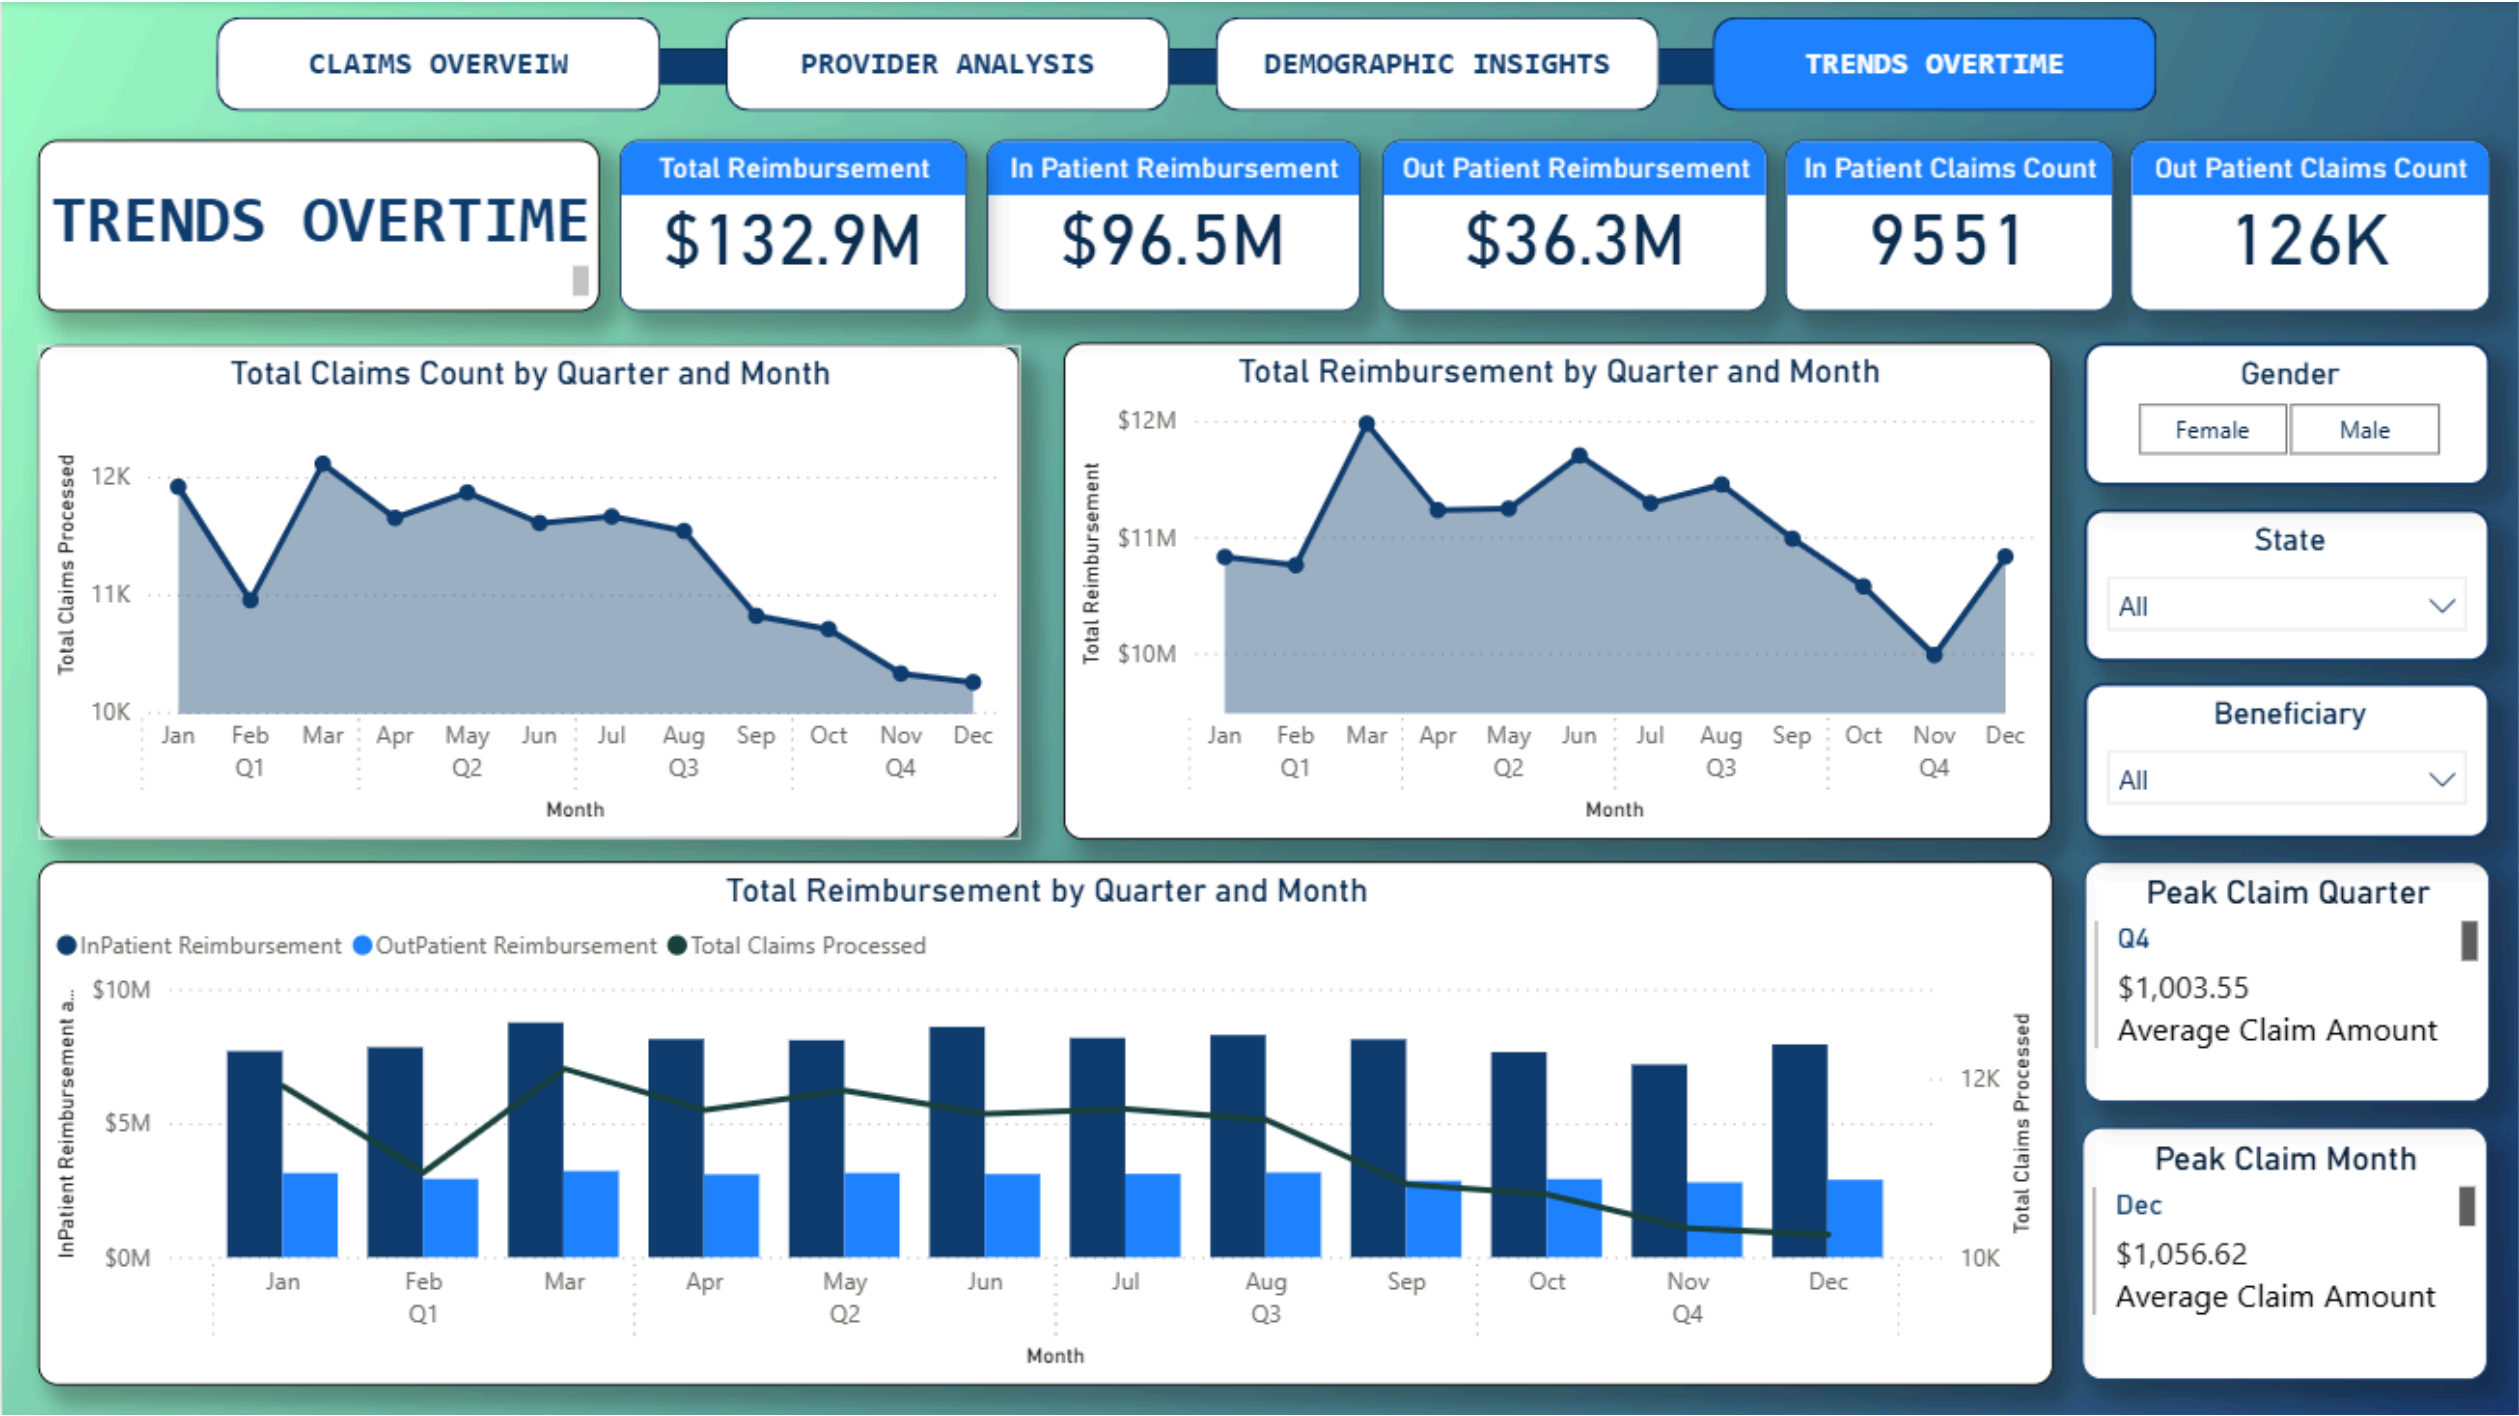 CLAIMS OVERVEIW
PROVIDER ANALYSIS
DEMOGRAPHIC INSIGHTS
TRENDS OVERTIME
TRENDS OVERTIME
Total Reimbursement
$132.9M
In Patient Reimbursement
$96.5M
Out Patient Reimbursement
$36.3M
In Patient Claims Count
9551
Out Patient Claims Count
126K
Total Claims Count by Quarter and Month
Total Claims Processed
12K
11K
10K
Jan Feb Mar Apr May Jun Jul Aug Sep Oct Nov Dec
Q1 Q2 Q3 Q4
Month
Total Reimbursement by Quarter and Month
Total Reimbursement
$12M
$11M
$10M
Jan Feb Mar Apr May Jun Jul Aug Sep Oct Nov Dec
Q1 Q2 Q3 Q4
Month
Gender
Female Male
State
All
Beneficiary
All
Total Reimbursement by Quarter and Month
InPatient Reimbursement OutPatient Reimbursement Total Claims Processed
InPatient Reimbursement a...
$10M
$5M
$0M
Total Claims Processed
12K
10K
Jan Feb Mar Apr May Jun Jul Aug Sep Oct Nov Dec
Q1 Q2 Q3 Q4
Month
Peak Claim Quarter
Q4
$1,003.55
Average Claim Amount
Peak Claim Month
Dec
$1,056.62
Average Claim Amount